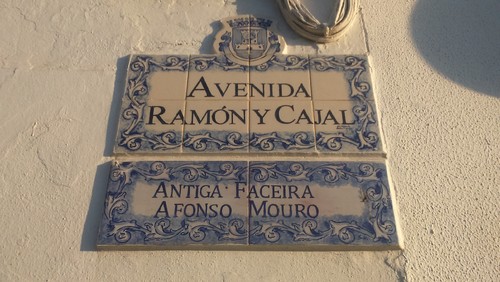 AVENIDA
RAMÓN Y CAJAL
ANTIGA FACEIRA
AFONSO MOURO